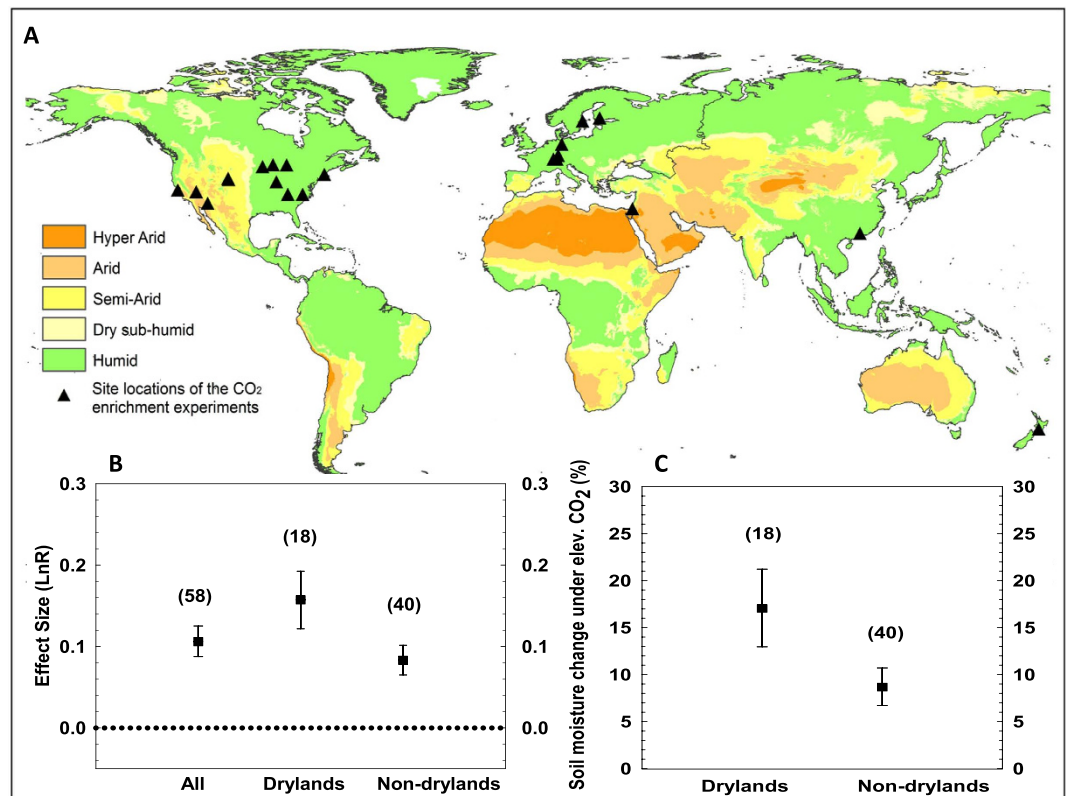 A
Hyper Arid
Arid
Semi-Arid
Dry sub-humid
Humid
Site locations of the CO2
enrichment experiments
B
0.3
0.2
0.1
0.0
Effect Size (LnR)
(58)
(18)
(40)
0.3
0.2
0.1
0.0
All
Drylands
Non-drylands
C
Soil moisture change under elev. CO2 (%)
30
25
20
15
10
5
0
(18)
(40)
30
25
20
15
10
5
0
Drylands
Non-drylands